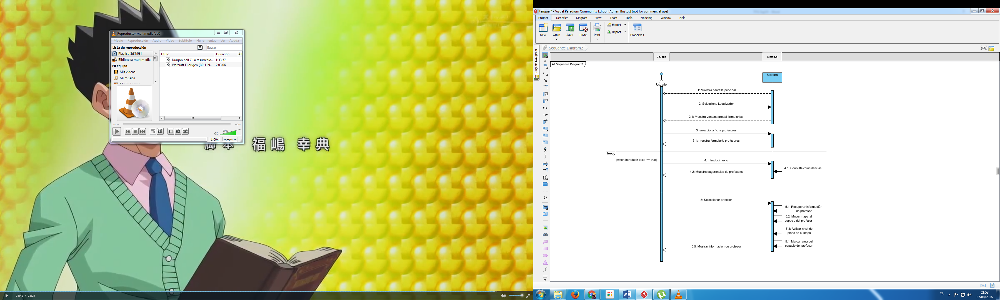 Reproductor multimedia VLC
Medio Reproducción Audio Vídeo Subtítulo Herramientas Ver Ayuda
Lista de reproducción
Buscar
Playlist [3:37:03]
Biblioteca multimedia
Mi equipo
Mis vídeos
Mi música
Mis imágenes
Título Duración
Dragon ball Z La resurreccio... 1:33:57
Warcraft El origen (BR-LIN... 2:03:06
--:-- --:--
90%
1.00x --:--/--:--
脚本 福嶋 幸典
21:48 / 23:24
tanque * - Visual Paradigm Community Edition[Adrian Bustos] (not for commercial use)
Project UeXceler Diagram View Team Tools Modeling Window Help
New Open Save Close Print Export Import Properties
Diagram Navigator
Sequence Diagram2
Usuario Sistema
sd Sequence Diagram2
Sistema
Usuario
1: Muestra pantalla principal
2: Selecciona Localizador
2.1: Muestra ventana modal formularios
3: selecciona ficha profesores
3.1: muestra formulario profesores
loop
[when introducir texto == true]
4: Introducir texto
4.1: Consulta coincidencias
4.2: Muestra sugerencias de profesores
5: Seleccionar profesor
5.1: Recuperar información
de profesor
5.2: Mover mapa al
espacio del profesor
5.3: Activar nivel de
plano en el mapa
5.4: Marcar area del
espacio del profesor
5.5: Mostrar información de profesor
ES
21:53
07/08/2016